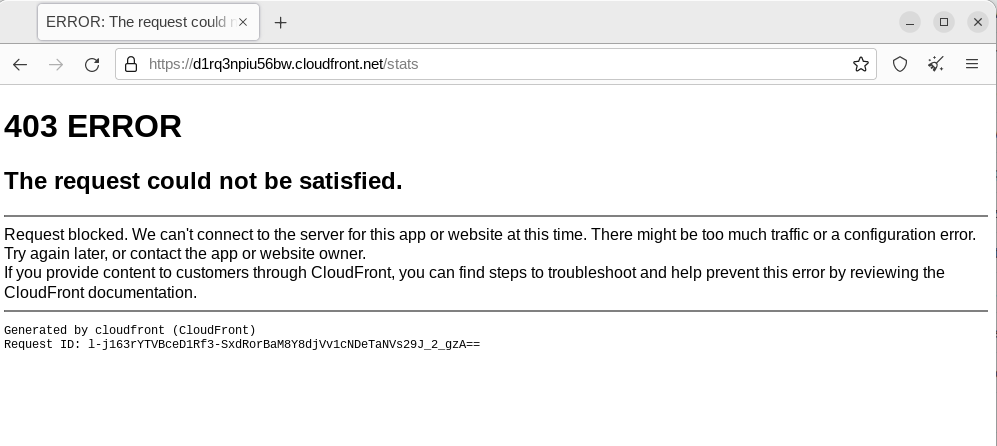 ERROR: The request could n
https://d1rq3npiu56bw.cloudfront.net/stats
403 ERROR
The request could not be satisfied.
Request blocked. We can't connect to the server for this app or website at this time. There might be too much traffic or a configuration error.
Try again later, or contact the app or website owner.
If you provide content to customers through CloudFront, you can find steps to troubleshoot and help prevent this error by reviewing the
CloudFront documentation.
Generated by cloudfront (CloudFront)
Request ID: l-j163rYTVBceD1Rf3-SxdRorBaM8Y8djVv1cNDeTaNVs29J_2_gzA==